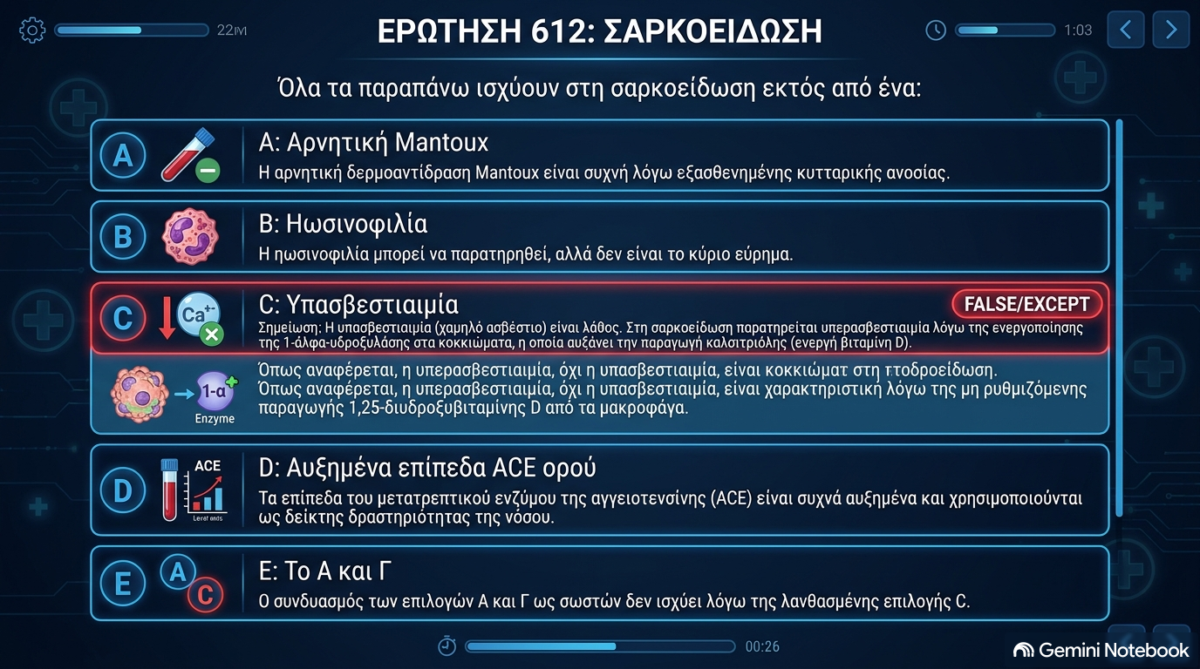 22M
ΕΡΩΤΗΣΗ 612: ΣΑΡΚΟΕΙΔΩΣΗ
1:03
Όλα τα παραπάνω ισχύουν στη σαρκοείδωση εκτός από ένα:
A
A: Αρνητική Mantoux
Η αρνητική δερμοαντίδραση Mantoux είναι συχνή λόγω εξασθενημένης κυτταρικής ανοσίας.
B
B: Ηωσινοφιλία
Η ηωσινοφιλία μπορεί να παρατηρηθεί, αλλά δεν είναι το κύριο εύρημα.
C
Ca
C: Υπασβεστιαιμία
FALSE/EXCEPT
Σημείωση: Η υπασβεστιαιμία (χαμηλό ασβέστιο) είναι λάθος. Στη σαρκοείδωση παρατηρείται υπερασβεστιαιμία λόγω της ενεργοποίησης
της 1-άλφα-υδροξυλάσης στα κοκκιώματα, η οποία αυξάνει την παραγωγή καλσιτριόλης (ενεργή βιταμίνη D).
1-α
Enzyme
Όπως αναφέρεται, η υπερασβεστιαιμία, όχι η υπασβεστιαιμία, είναι κοκκιώματ στη πτοδροείδωση.
Όπως αναφέρεται, η υπερασβεστιαιμία, όχι η υπασβεστιαιμία, είναι χαρακτηριστική λόγω της μη ρυθμιζόμενης
παραγωγής 1,25-διυδροξυβιταμίνης D από τα μακροφάγα.
D
ACE
D: Αυξημένα επίπεδα ACE ορού
Τα επίπεδα του μετατρεπτικού ενζύμου της αγγειοτενσίνης (ACE) είναι συχνά αυξημένα και χρησιμοποιούνται
ως δείκτης δραστηριότητας της νόσου.
E
A
C
E: Το Α και Γ
Ο συνδυασμός των επιλογών Α και Γ ως σωστών δεν ισχύει λόγω της λανθασμένης επιλογής C.
00:26
Gemini Notebook